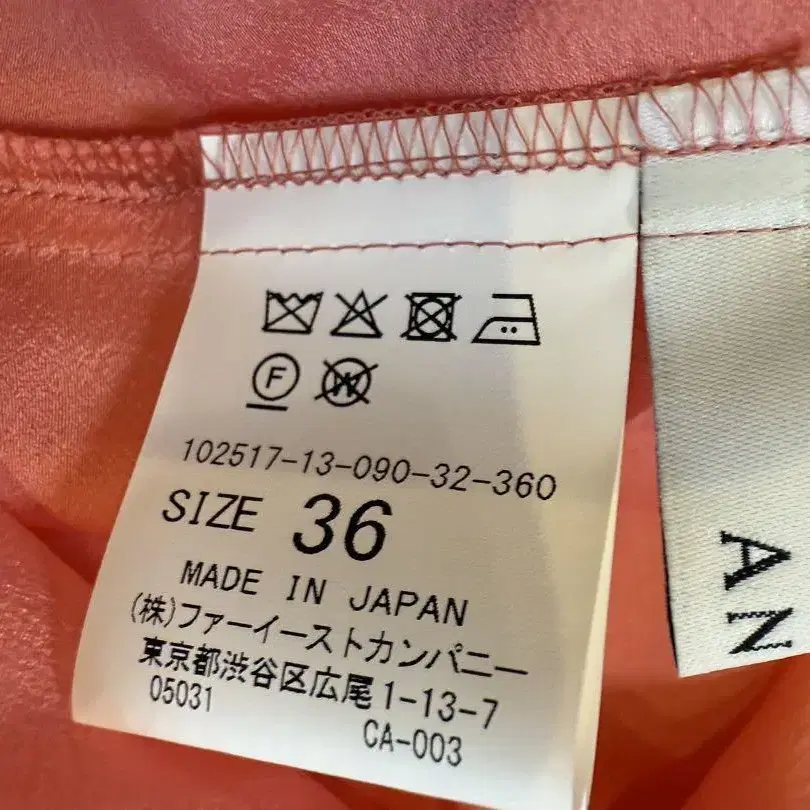 F
W
102517-13-090-32-360
SIZE 36
MADE IN JAPAN
(株)ファーイーストカンパニー
東京都渋谷区広尾1-13-7
05031
CA-003
AN